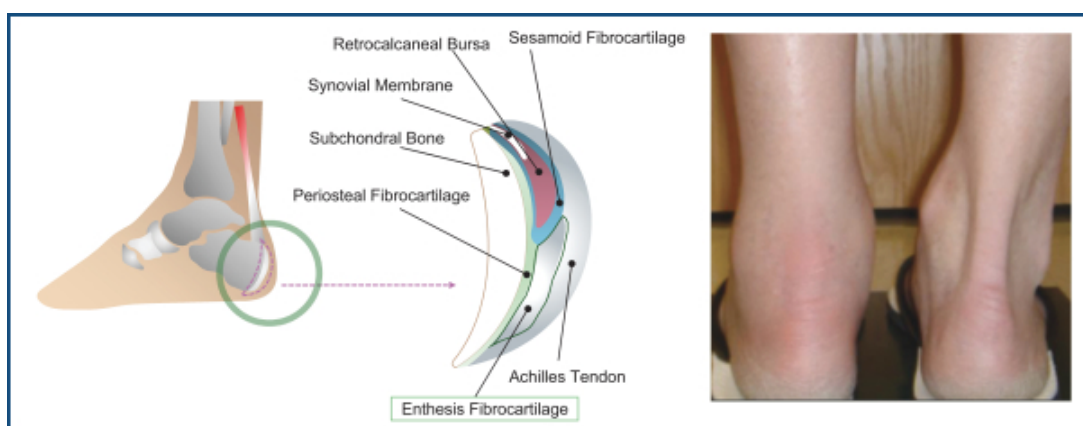 Retrocalcaneal Bursa
Sesamoid Fibrocartilage
Synovial Membrane
Subchondral Bone
Periosteal Fibrocartilage
Achilles Tendon
Enthesis Fibrocartilage